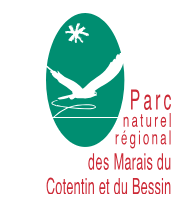 Parc
naturel
régional
des Marais du
Cotentin et du Bessin